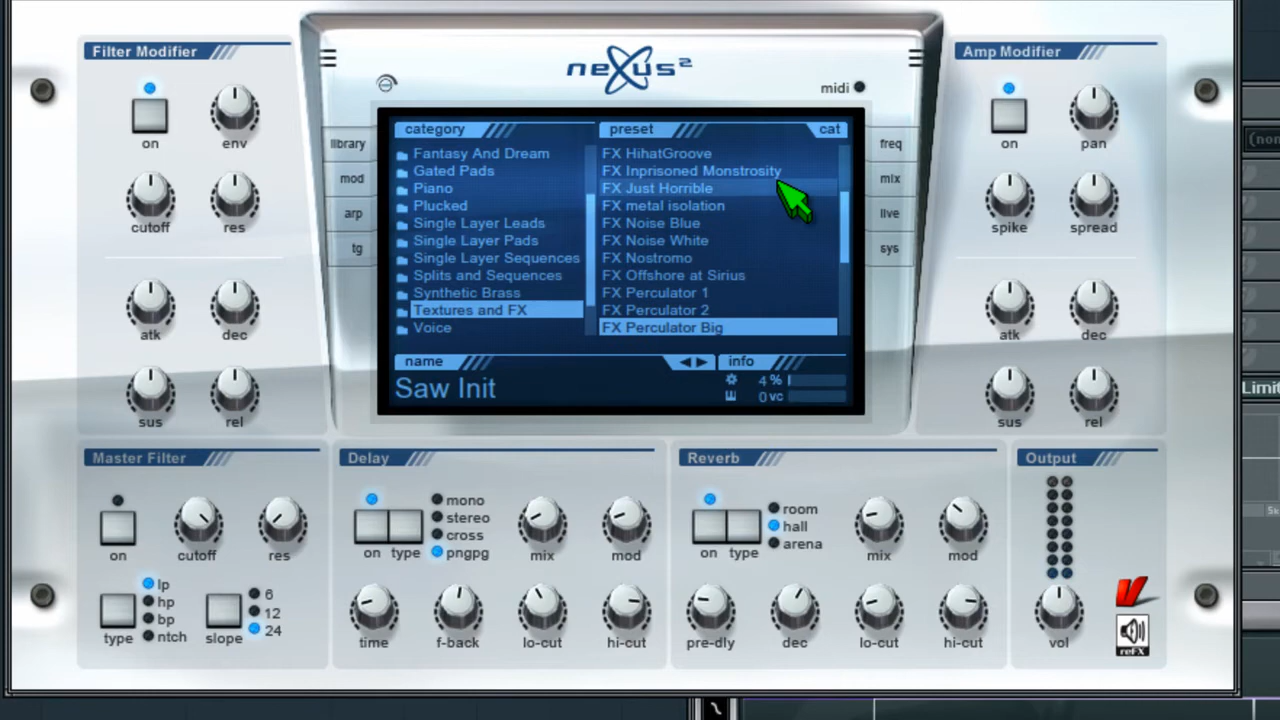 Filter Modifier
on
env
cutoff
res
atk
dec
sus
rel
nexus²
midi
library
mod
arp
tg
category
Fantasy And Dream
Gated Pads
Piano
Plucked
Single Layer Leads
Single Layer Pads
Single Layer Sequences
Splits and Sequences
Synthetic Brass
Textures and FX
Voice
preset
cat
FX HihatGroove
FX Inprisoned Monstrosity
FX Just Horrible
FX metal isolation
FX Noise Blue
FX Noise White
FX Nostromo
FX Offshore at Sirius
FX Perculator 1
FX Perculator 2
FX Perculator Big
name
info
Saw Init
4 %
0 vc
freq
mix
live
sys
Amp Modifier
on
pan
spike
spread
atk
dec
sus
rel
(non
Limit
Master Filter
on
cutoff
res
type
lp
hp
bp
ntch
slope
6
12
24
Delay
on
type
mono
stereo
cross
pngpg
mix
mod
time
f-back
lo-cut
hi-cut
Reverb
on
type
room
hall
arena
mix
mod
pre-dly
dec
lo-cut
hi-cut
Output
vol
reFX
5k